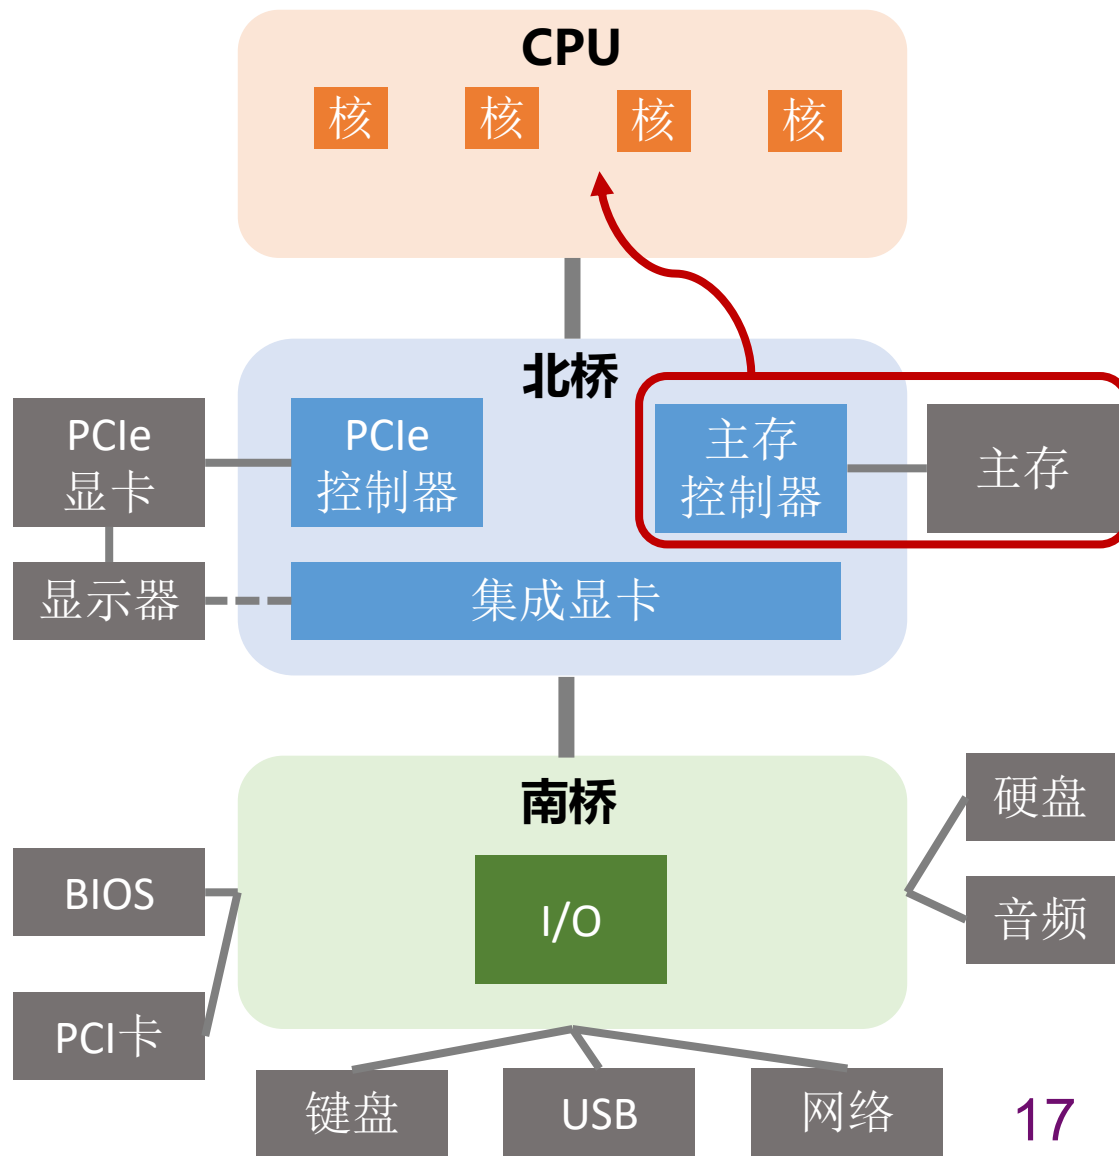 CPU
核
核
核
核
北桥
PCIe
显卡
PCIe
控制器
主存
控制器
主存
显示器
集成显卡
南桥
硬盘
BIOS
I/O
音频
PCI卡
键盘
USB
网络
17